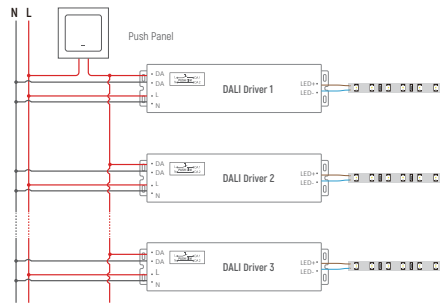 N L
Push Panel
DA
DA
L
N
DALI Driver 1
LED+
LED-
DA
DA
L
N
DALI Driver 2
LED+
LED-
DA
DA
L
N
DALI Driver 3
LED+
LED-